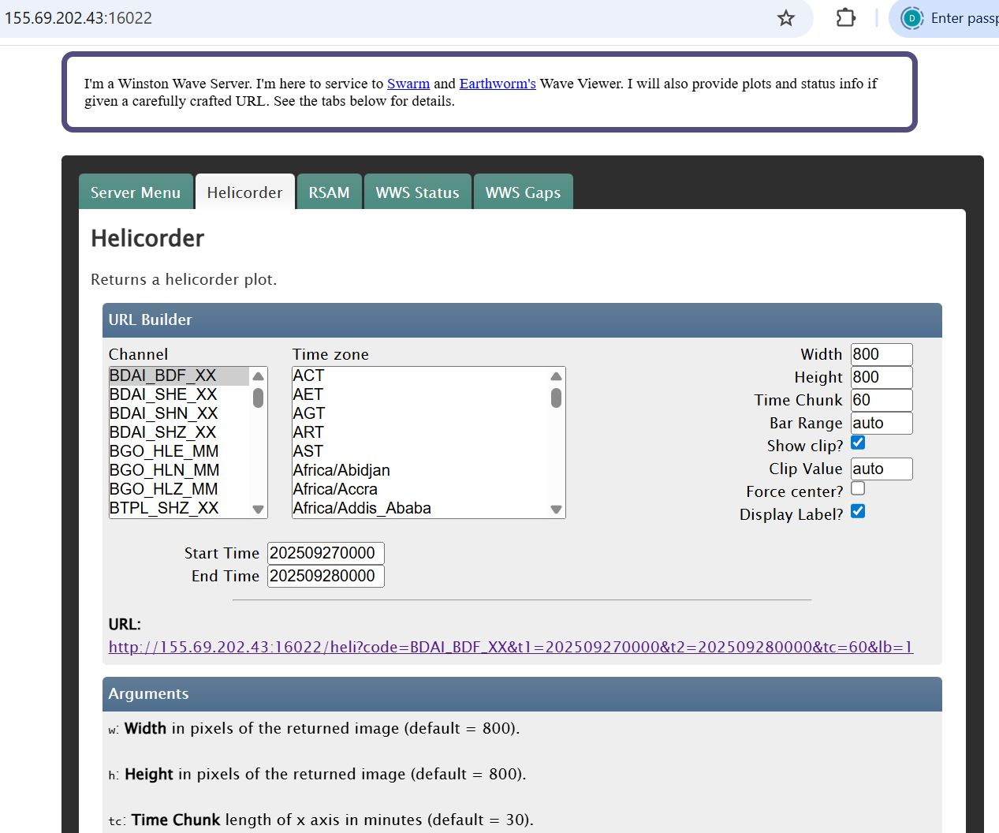 155.69.202.43:16022
Enter passp
I'm a Winston Wave Server. I'm here to service to Swarm and Earthworm's Wave Viewer. I will also provide plots and status info if
given a carefully crafted URL. See the tabs below for details.
Server Menu
Helicorder
RSAM
WWS Status
WWS Gaps
Helicorder
Returns a helicorder plot.
URL Builder
Channel
BDAI_BDF_XX
BDAI_SHE_XX
BDAI_SHN_XX
BDAI_SHZ_XX
BGO_HLE_MM
BGO_HLN_MM
BGO_HLZ_MM
BTPL_SHZ_XX
Time zone
ACT
AET
AGT
ART
AST
Africa/Abidjan
Africa/Accra
Africa/Addis_Ababa
Width 800
Height 800
Time Chunk 60
Bar Range auto
Show clip?
Clip Value auto
Force center?
Display Label?
Start Time 202509270000
End Time 202509280000
URL:
http://155.69.202.43:16022/heli?code=BDAI_BDF_XX&t1=202509270000&t2=202509280000&tc=60&lb=1
Arguments
w: Width in pixels of the returned image (default = 800).
h: Height in pixels of the returned image (default = 800).
tc: Time Chunk length of x axis in minutes (default = 30).